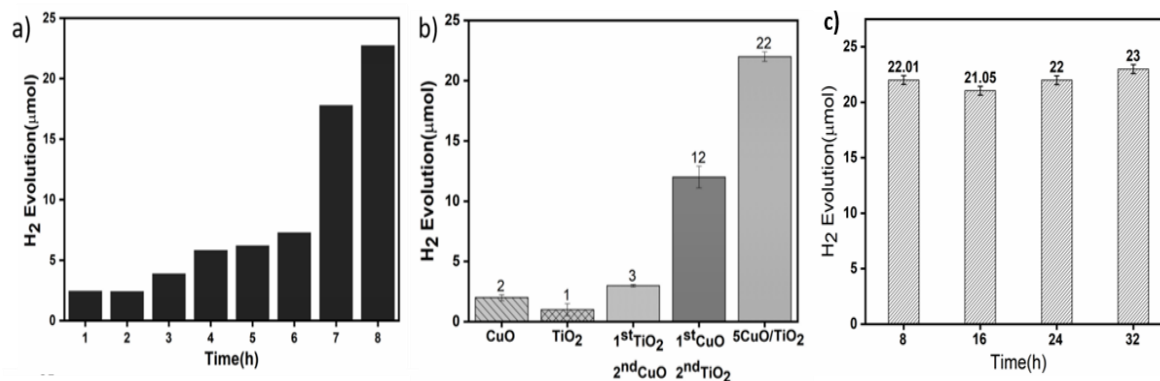 a)
H2 Evolution(μmol)
25
20
15
10
5
0
1 2 3 4 5 6 7 8
Time(h)
b)
H2 Evolution(μmol)
25
20
15
10
5
0
2
1
3
12
22
CuO TiO2 1stTiO2 1stCuO 5CuO/TiO2
2ndCuO 2ndTiO2
c)
H2 Evolution(μmol)
25
20
15
10
5
0
22.01
21.05
22
23
8 16 24 32
Time(h)